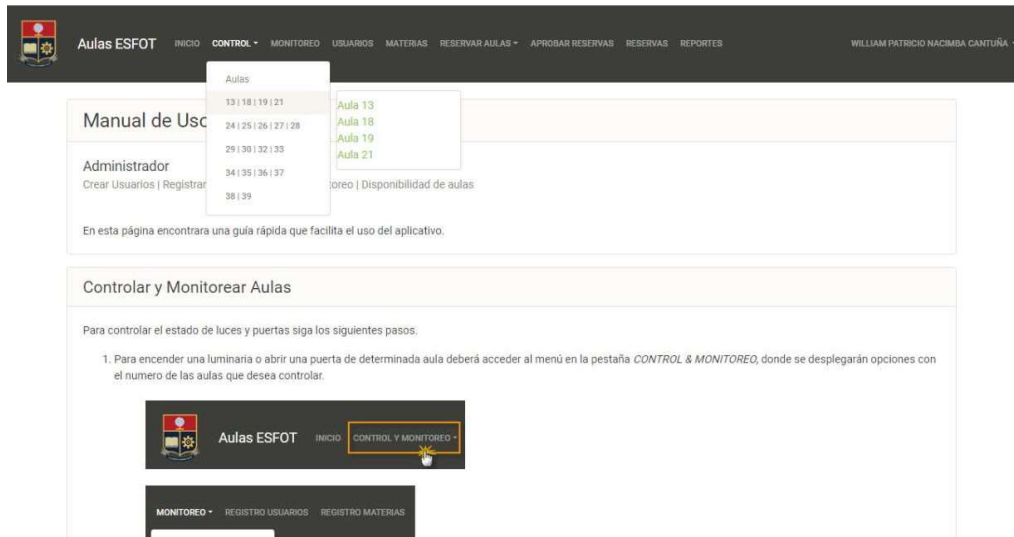 Aulas ESFOT INICIO CONTROL MONITOREO USUARIOS MATERIAS RESERVAR AULAS APROBAR RESERVAS RESERVAS REPORTES WILLIAM PATRICIO NACIMBA CANTUÑA
Aulas
13 | 18 | 19 | 21
24 | 25 | 26 | 27 | 28
29 | 30 | 32 | 33
34 | 35 | 36 | 37
38 | 39
Aula 13
Aula 18
Aula 19
Aula 21
Manual de Uso
Administrador
Crear Usuarios | Registrar oreo | Disponibilidad de aulas
En esta página encontrara una guía rápida que facilita el uso del aplicativo.
Controlar y Monitorear Aulas
Para controlar el estado de luces y puertas siga los siguientes pasos.
1. Para encender una luminaria o abrir una puerta de determinada aula deberá acceder al menú en la pestaña CONTROL & MONITOREO, donde se desplegarán opciones con
el numero de las aulas que desea controlar.
Aulas ESFOT INICIO CONTROL Y MONITOREO
MONITOREO REGISTRO USUARIOS REGISTRO MATERIAS